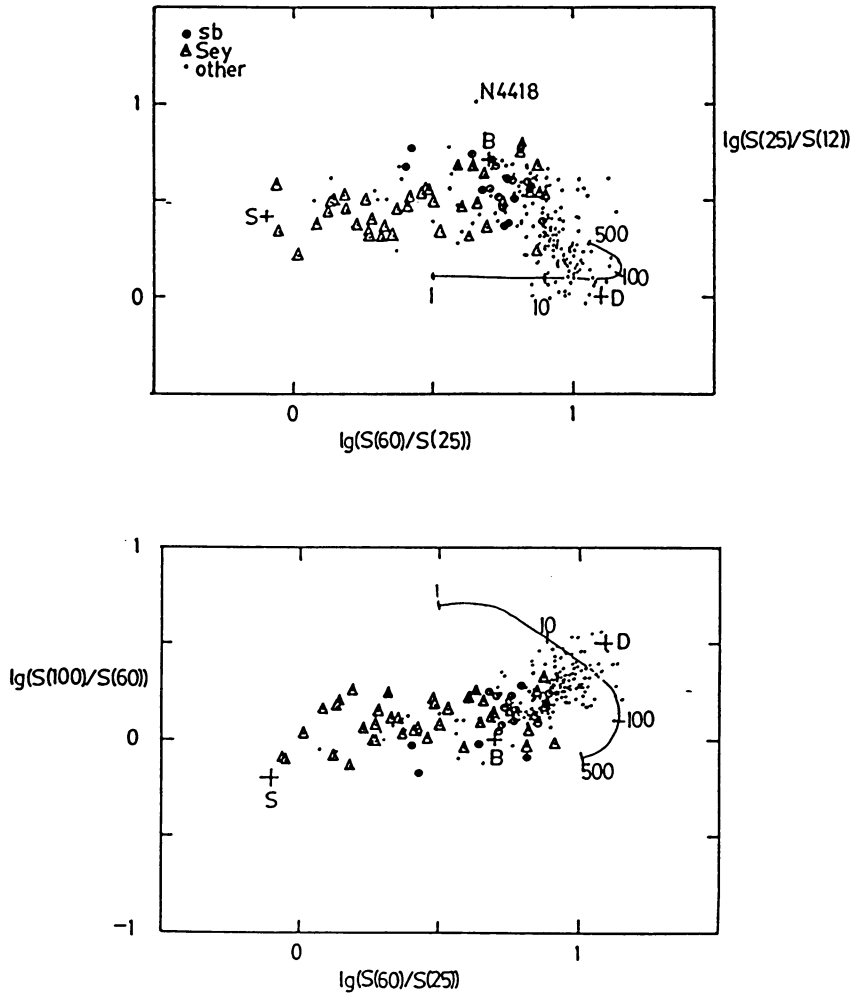 sb
Sey
other
N4418
1
B
lg(S(25)/S(12))
S
500
100
0
1
10
D
0
1
lg(S(60)/S(25))
1
1
10
D
lg(S(100)/S(60))
100
0
B
500
S
-1
0
1
lg(S(60)/S(25))